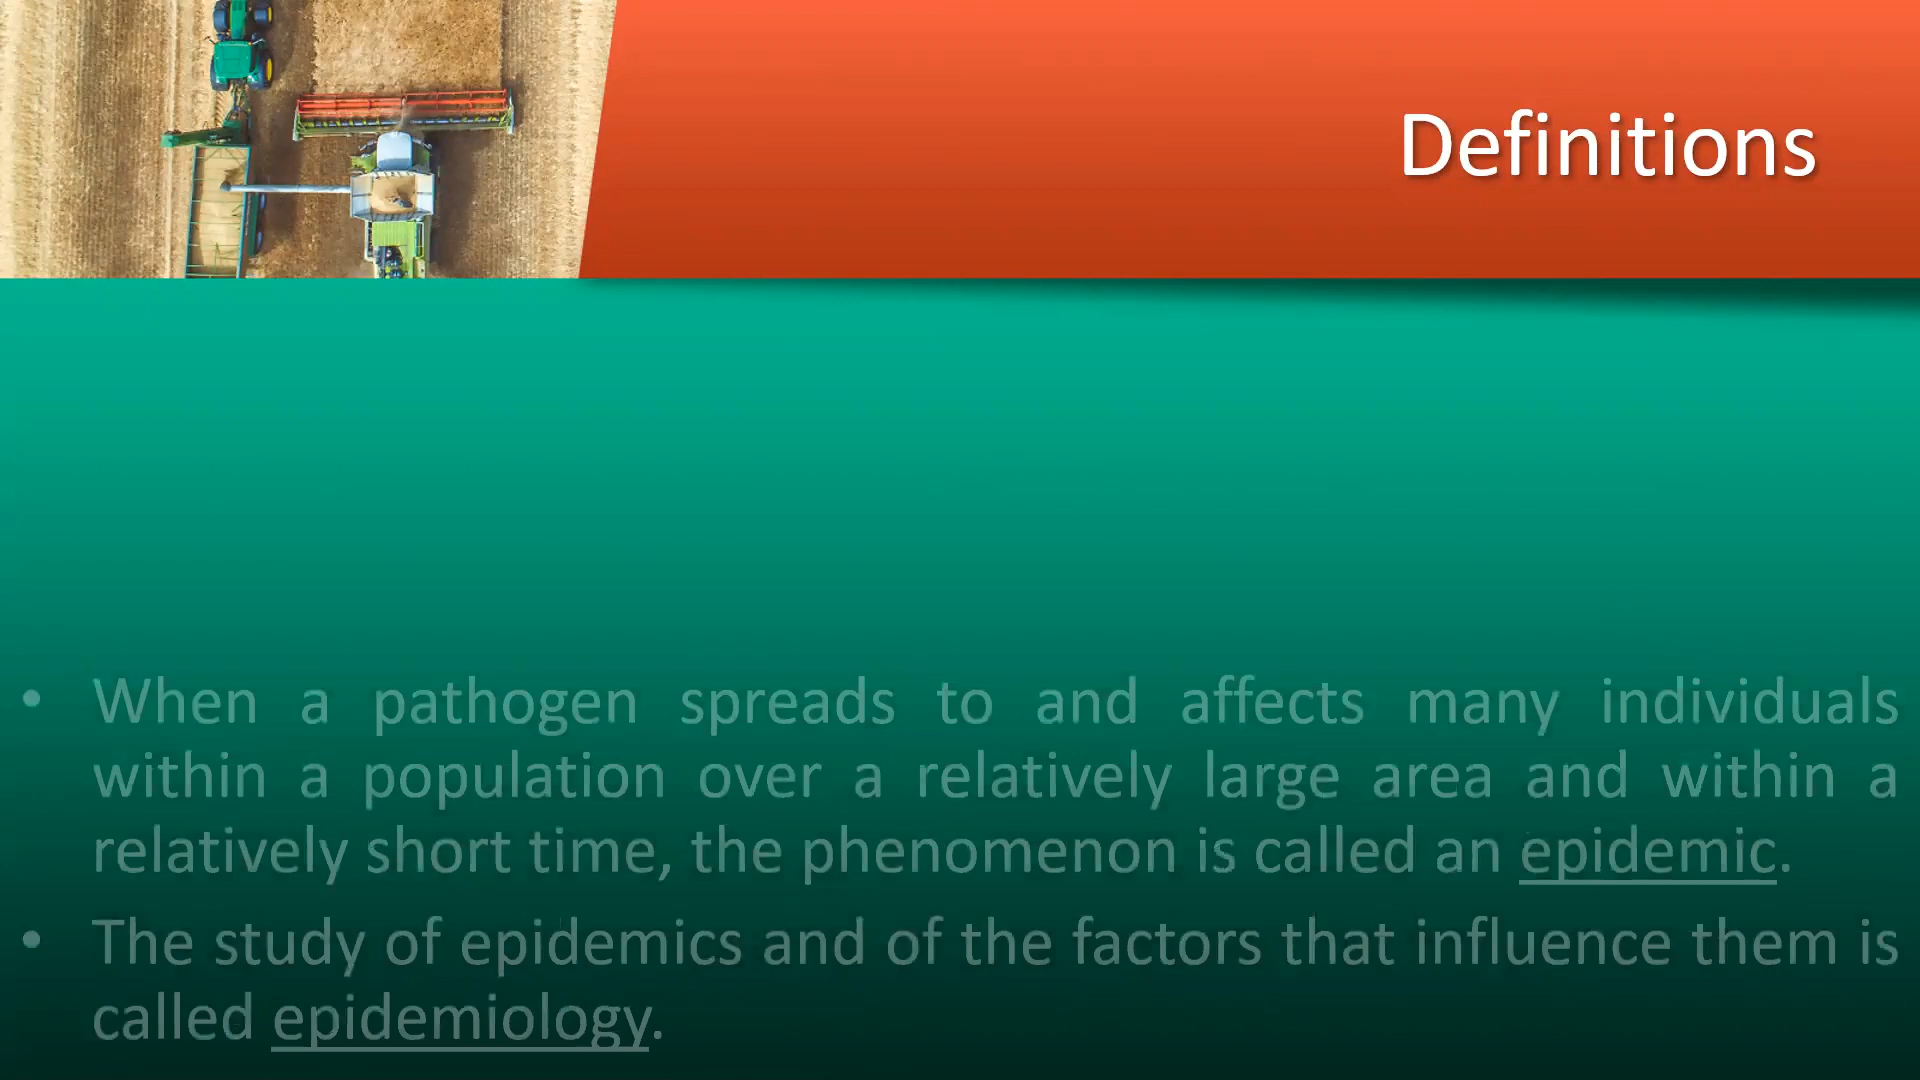 Definitions
• When a pathogen spreads to and affects many individuals
within a population over a relatively large area and within a
relatively short time, the phenomenon is called an epidemic.
• The study of epidemics and of the factors that influence them is
called epidemiology.